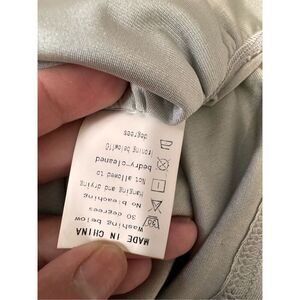 MADE IN CHINA
Washing below
30 degrees
No bleaching
Hanging and drying
Not allowed to
bedry-cleaned
Ironing below110
degrees